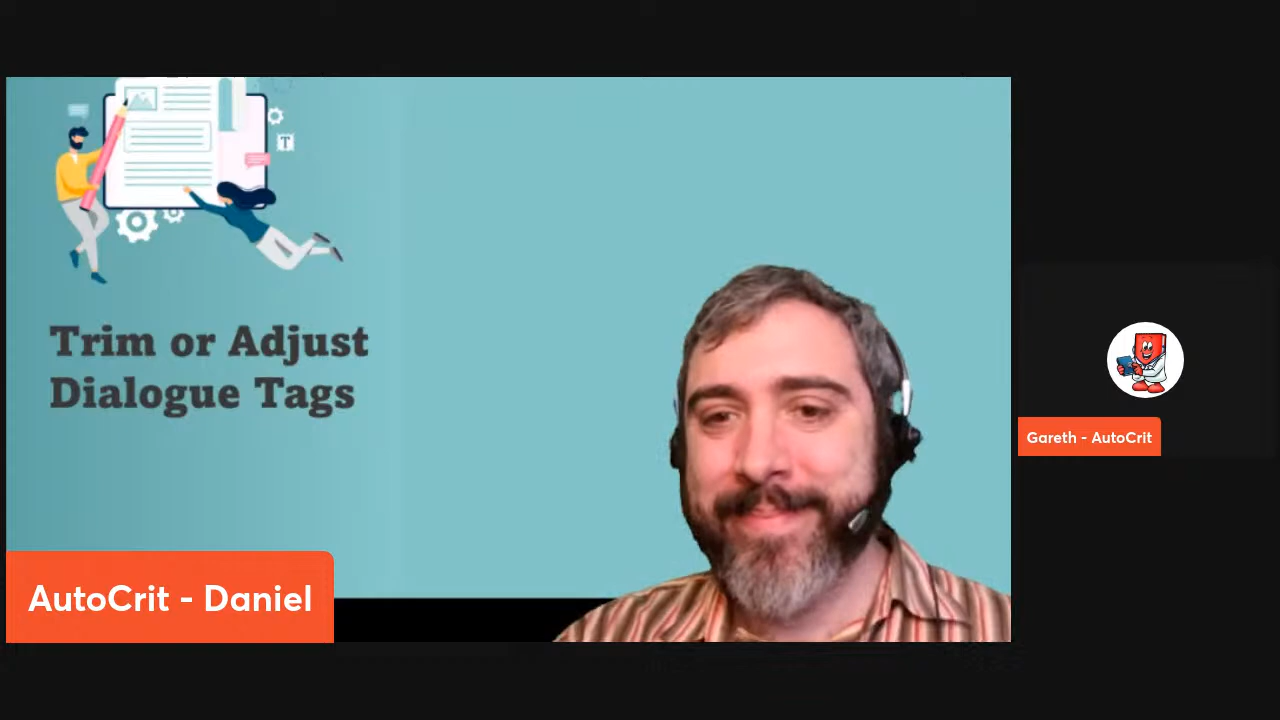 T
Trim or Adjust
Dialogue Tags
AutoCrit - Daniel
Gareth - AutoCrit